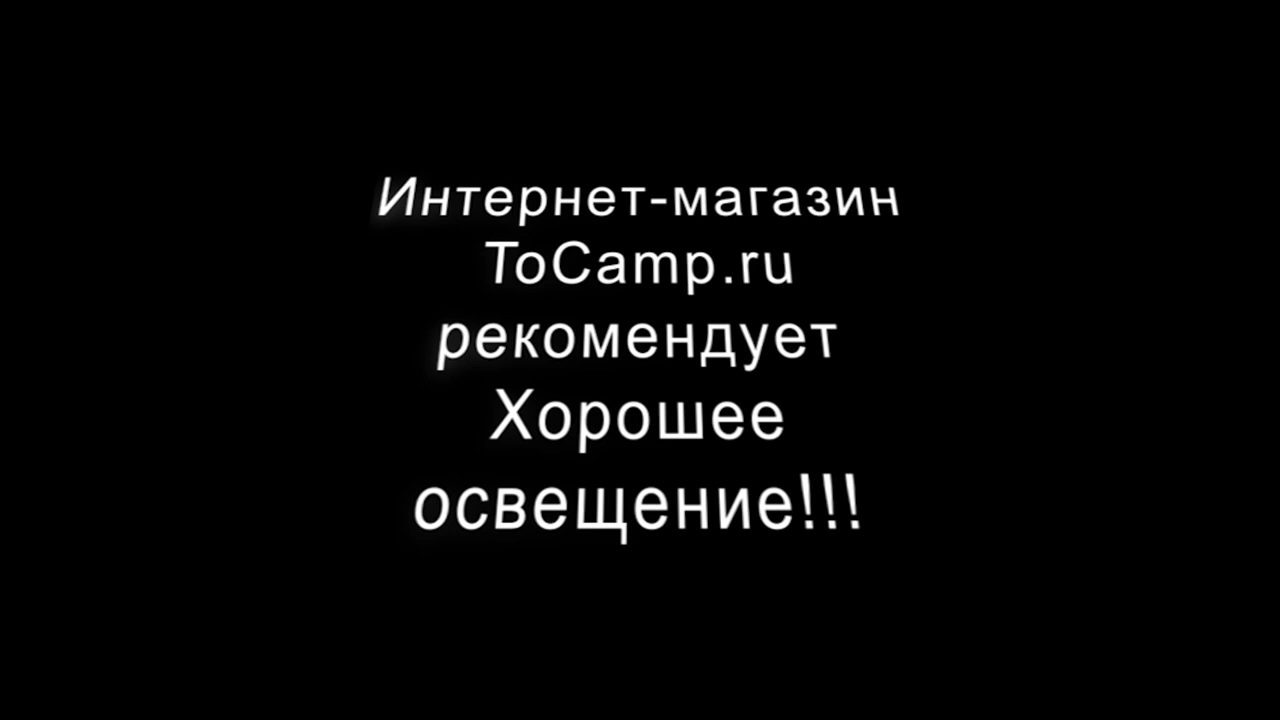 Интернет-магазин
ToCamp.ru
рекомендует
Хорошее
освещение!!!